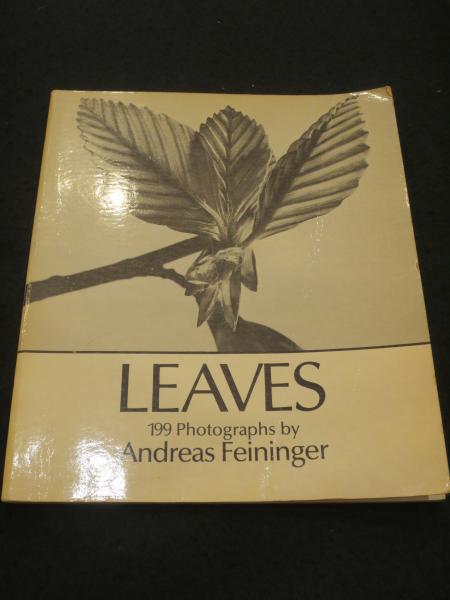 LEAVES
199 Photographs by
Andreas Feininger